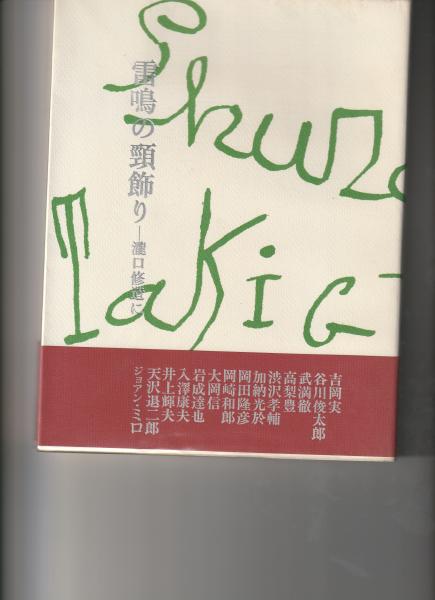 Shuzo
TakiG
雷鳴の頸飾り—瀧口修造に
吉岡実
谷川俊太郎
武満徹
高梨豊
渋沢孝輔
加納光於
岡田隆彦
岡崎和郎
大岡信
岩成達也
入澤康夫
井上輝夫
天沢退二郎
ジョアン・ミロ